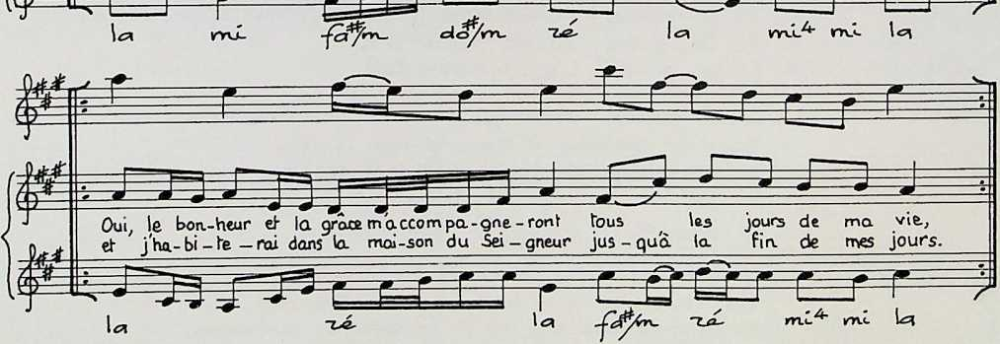 la mi fa#/m do#/m ré la mi4 mi la
Oui, le bon-heur et la grâce m'accompa-gne-ront tous les jours de ma vie,
et j'ha-bi-te-rai dans la mai-son du Sei-gneur jus-qu'à la fin de mes jours.
la ré la fa#/m ré mi4 mi la